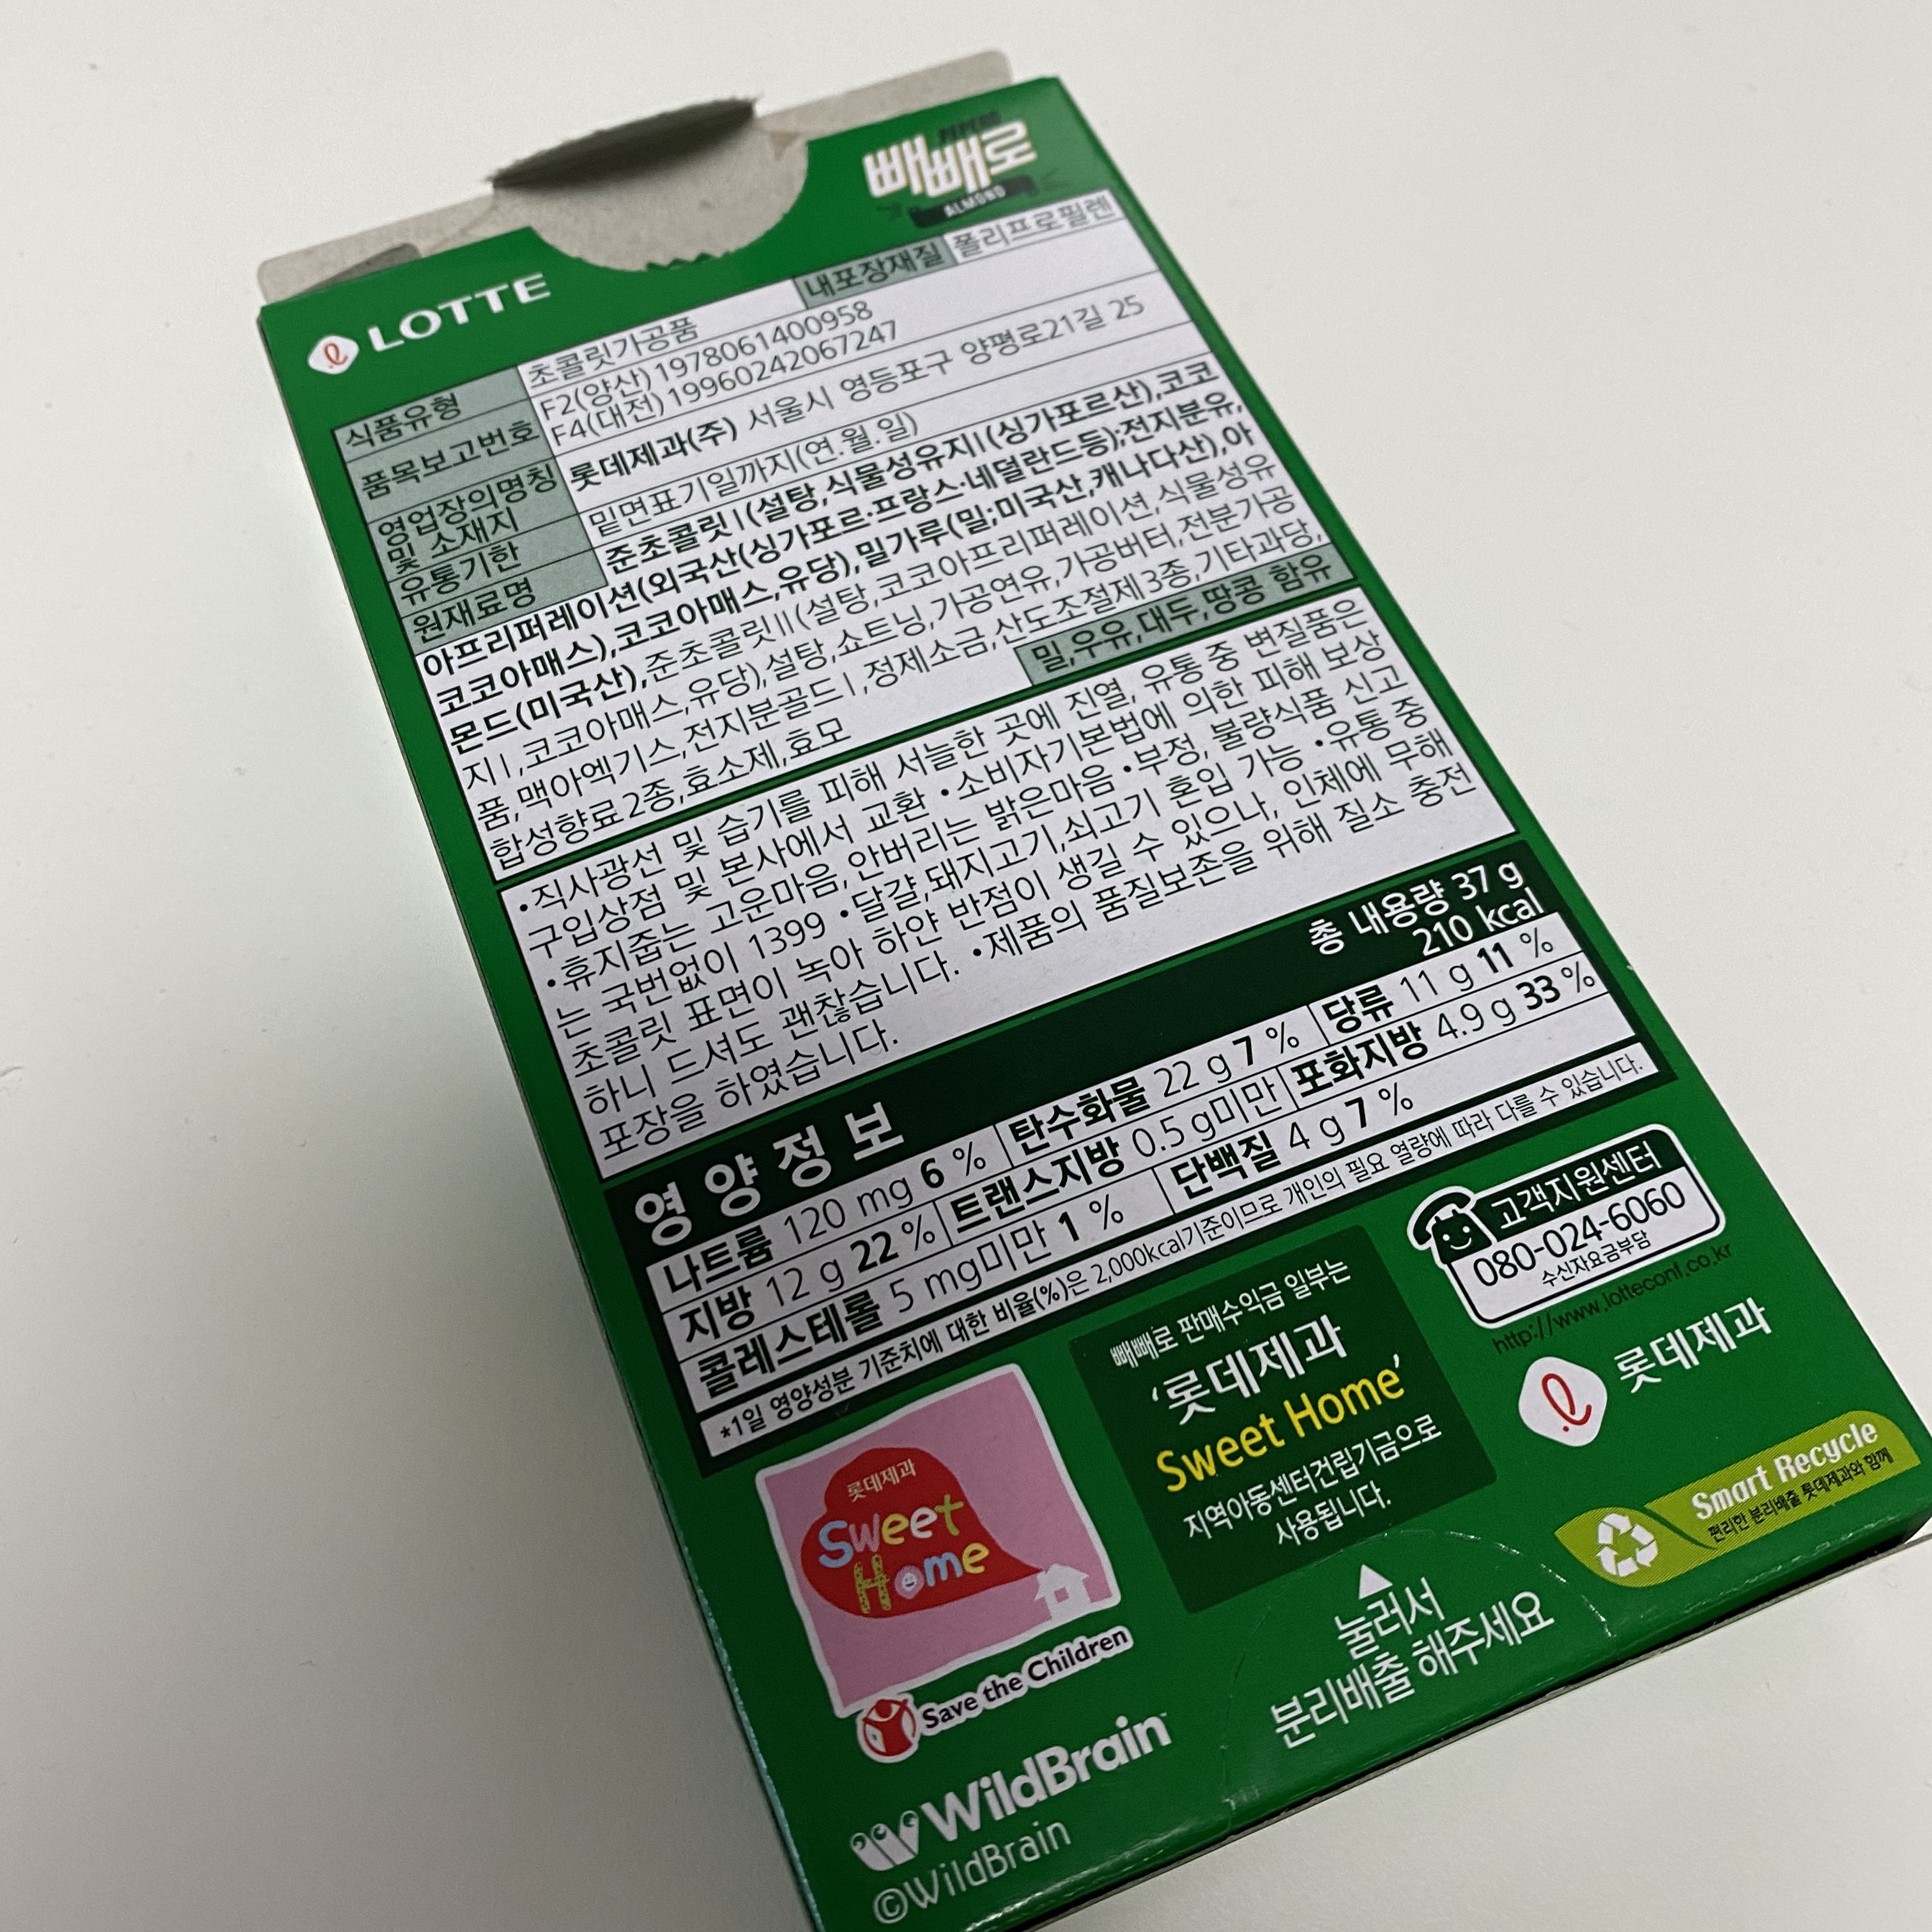 빼빼로
ALMOND
LOTTE
내포장재질 폴리프로필렌
식품유형 초콜릿가공품
품목보고번호 F2(양산) 1978061400958
F4(대전) 19960242067247
영업장의명칭 및 소재지 롯데제과(주) 서울시 영등포구 양평로21길 25
유통기한 밑면표기일까지(연.월.일)
원재료명 준초콜릿Ⅰ(설탕,식물성유지Ⅰ(싱가포르산),코코
아프리퍼레이션(외국산(싱가포르·프랑스·네덜란드등);전지분유,
코코아매스),코코아매스,유당),밀가루(밀;미국산,캐나다산),아
몬드(미국산),준초콜릿Ⅱ(설탕,코코아프리퍼레이션,식물성유
지Ⅰ,코코아매스,유당),설탕,쇼트닝,가공연유,가공버터,전분가공
품,맥아엑기스,전지분골드Ⅰ,정제소금,산도조절제3종,기타과당,
합성향료2종,효소제,효모
밀,우유,대두,땅콩 함유
•직사광선 및 습기를 피해 서늘한 곳에 진열, 유통 중 변질품은
구입상점 및 본사에서 교환 •소비자기본법에 의한 피해 보상
•휴지줍는 고운마음,안버리는 밝은마음 •부정, 불량식품 신고
는 국번없이 1399 •달걀,돼지고기,쇠고기 혼입 가능 •유통 중
초콜릿 표면이 녹아 하얀 반점이 생길 수 있으나, 인체에 무해
하니 드셔도 괜찮습니다. •제품의 품질보존을 위해 질소 충전
포장을 하였습니다.
영양정보
총 내용량 37 g
210 kcal
나트륨 120 mg 6 % 탄수화물 22 g 7 % 당류 11 g 11 %
지방 12 g 22 % 트랜스지방 0.5 g미만 포화지방 4.9 g 33 %
콜레스테롤 5 mg미만 1 % 단백질 4 g 7 %
*1일 영양성분 기준치에 대한 비율(%)은 2,000kcal기준이므로 개인의 필요 열량에 따라 다를 수 있습니다.
롯데제과
Sweet
Home
Save the Children
빼빼로 판매수익금 일부는
‘롯데제과
Sweet Home’
지역아동센터건립기금으로
사용됩니다.
고객지원센터
080-024-6060
수신자요금부담
http://www.lotteconf.co.kr
롯데제과
Smart Recycle
편리한 분리배출 롯데제과와 함께
눌러서
분리배출 해주세요
WildBrain
©WildBrain